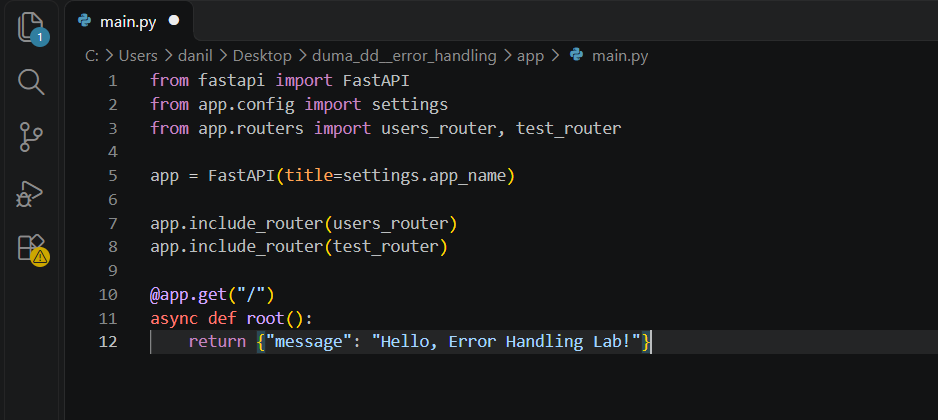 main.py
C: > Users > danil > Desktop > duma_dd__error_handling > app > main.py
1 from fastapi import FastAPI
2 from app.config import settings
3 from app.routers import users_router, test_router
4
5 app = FastAPI(title=settings.app_name)
6
7 app.include_router(users_router)
8 app.include_router(test_router)
9
10 @app.get("/")
11 async def root():
12     return {"message": "Hello, Error Handling Lab!"}
1